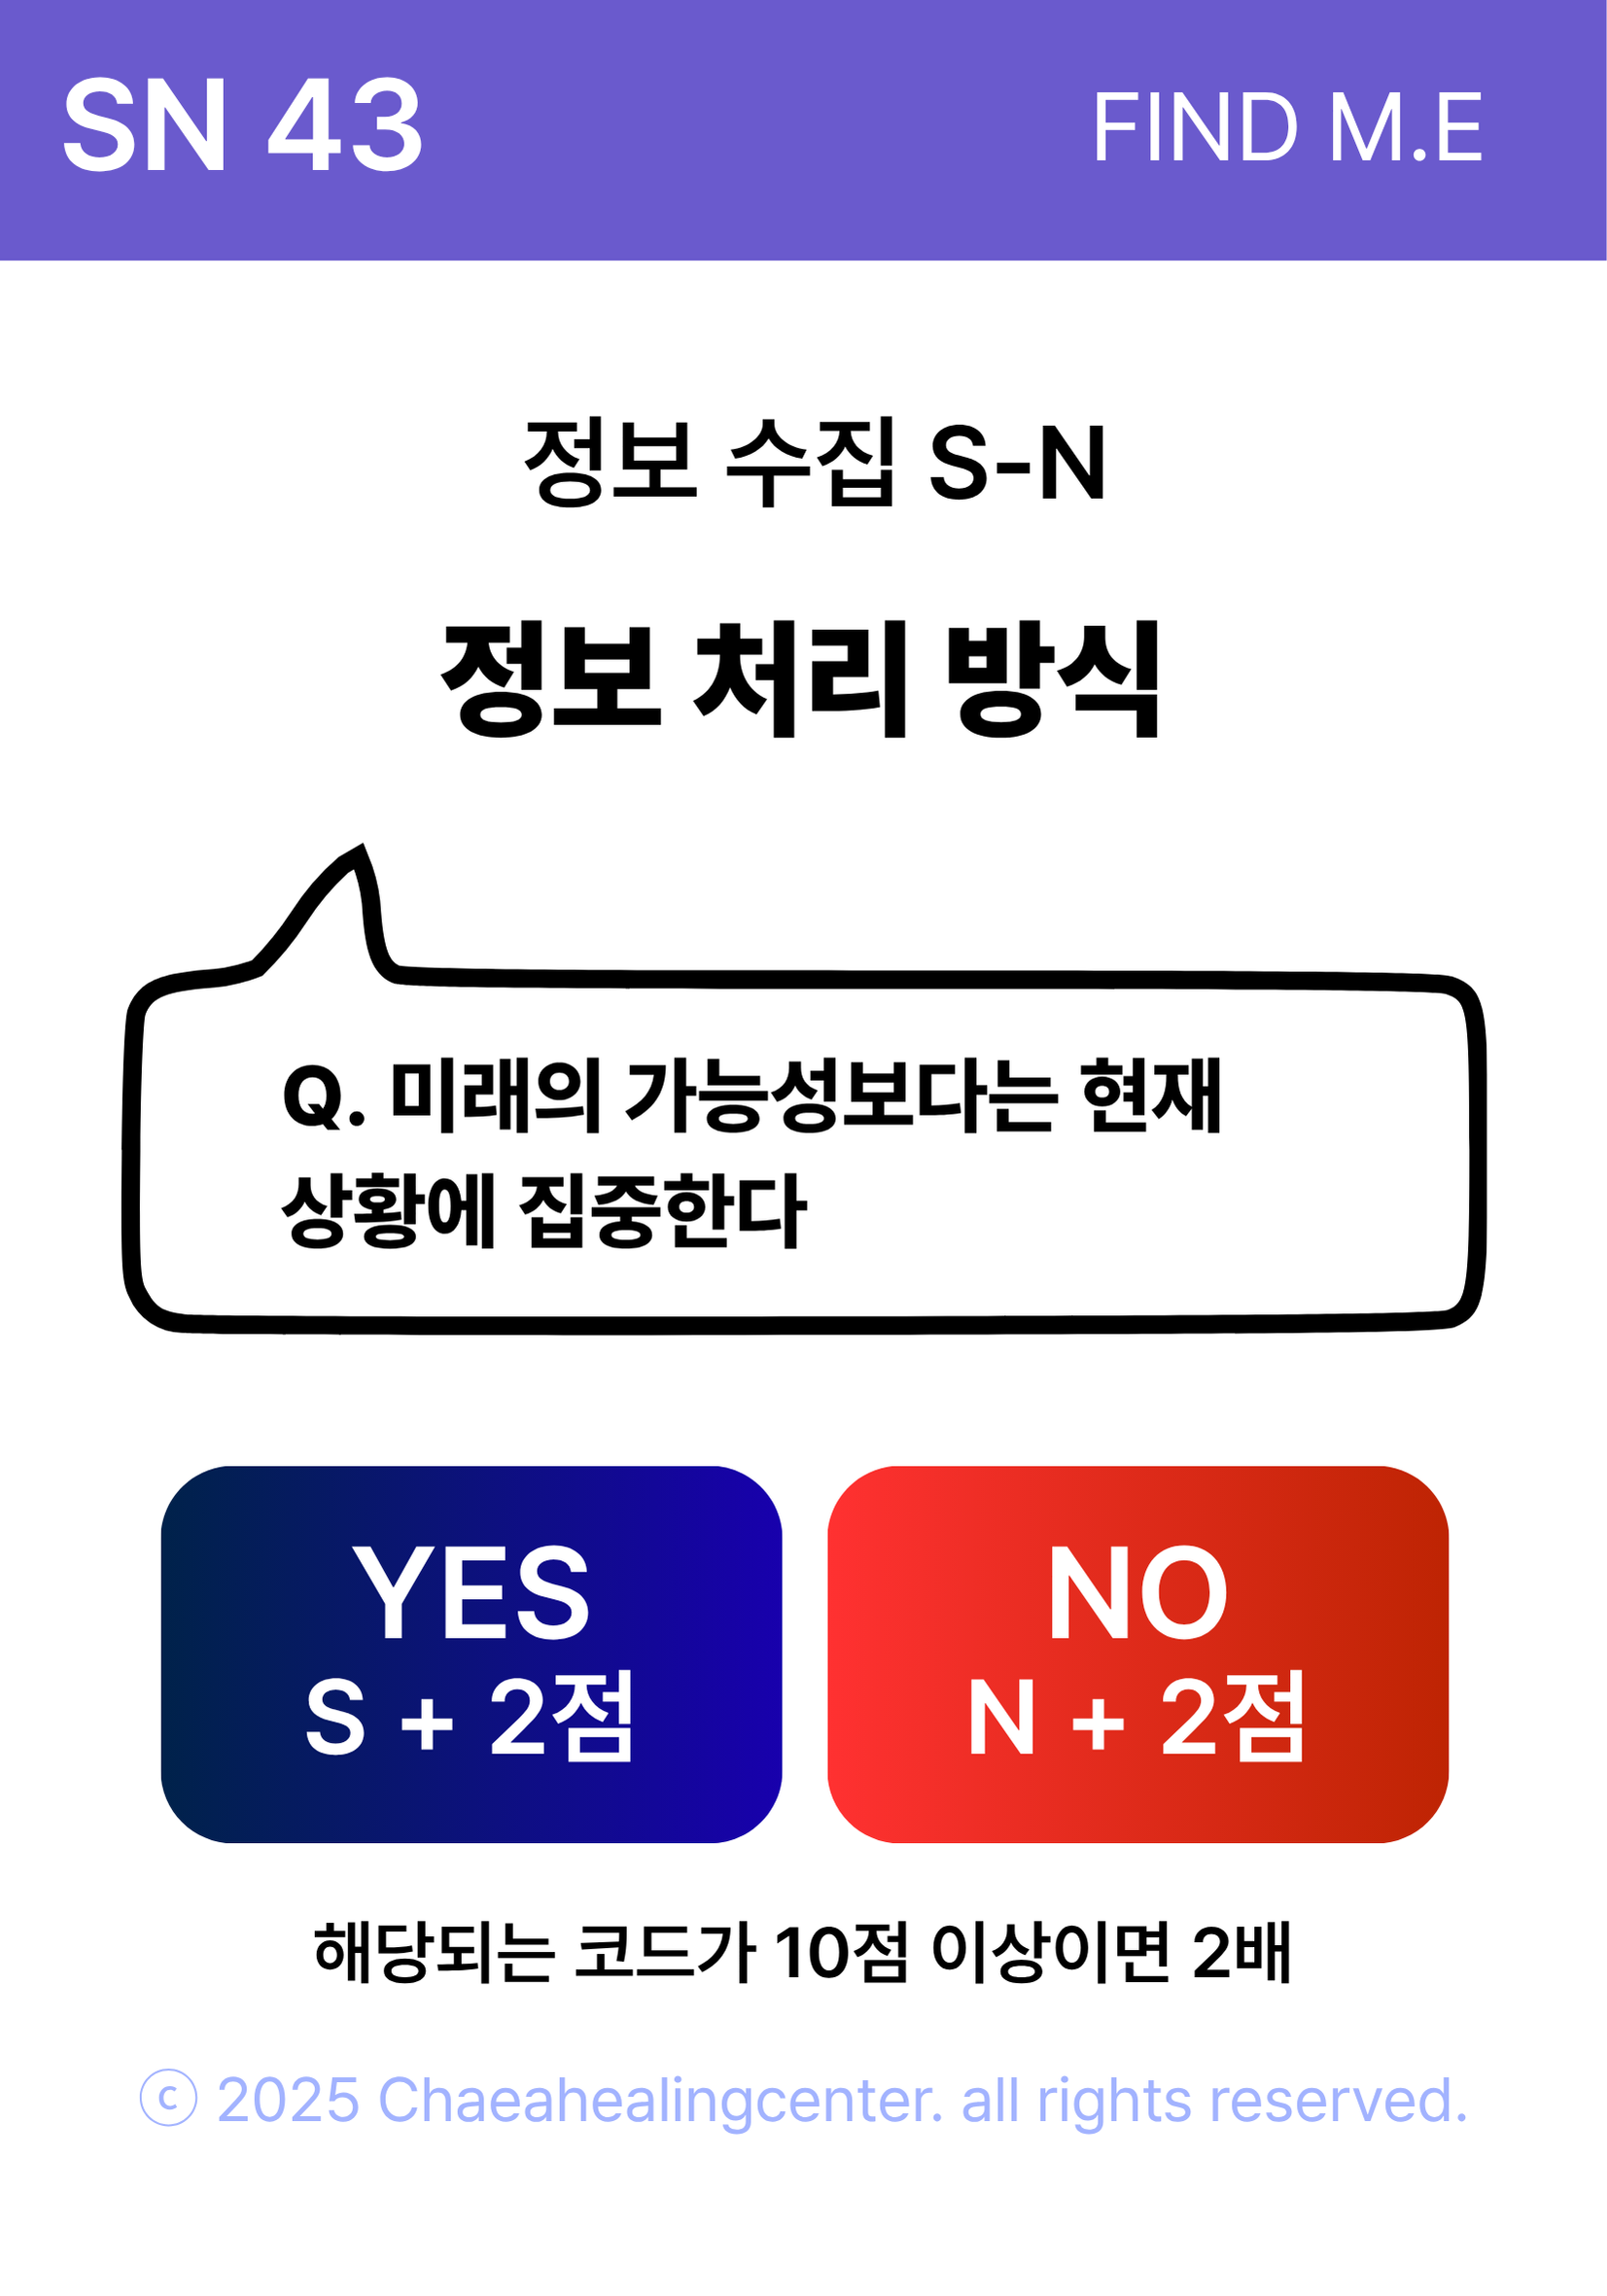 SN 43
FIND M.E
정보 수집 S-N
정보 처리 방식
Q. 미래의 가능성보다는 현재
상황에 집중한다
YES
S + 2점
NO
N + 2점
해당되는 코드가 10점 이상이면 2배
© 2025 Chaeahealingcenter. all rights reserved.